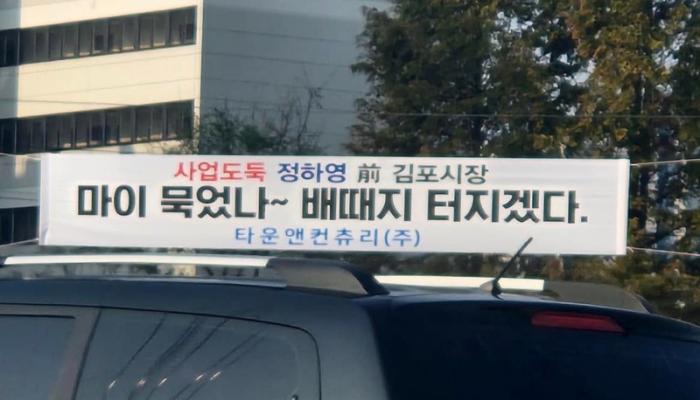 사업도둑 정하영 前 김포시장
마이 묵었나~ 배때지 터지겠다.
타운앤컨츄리(주)